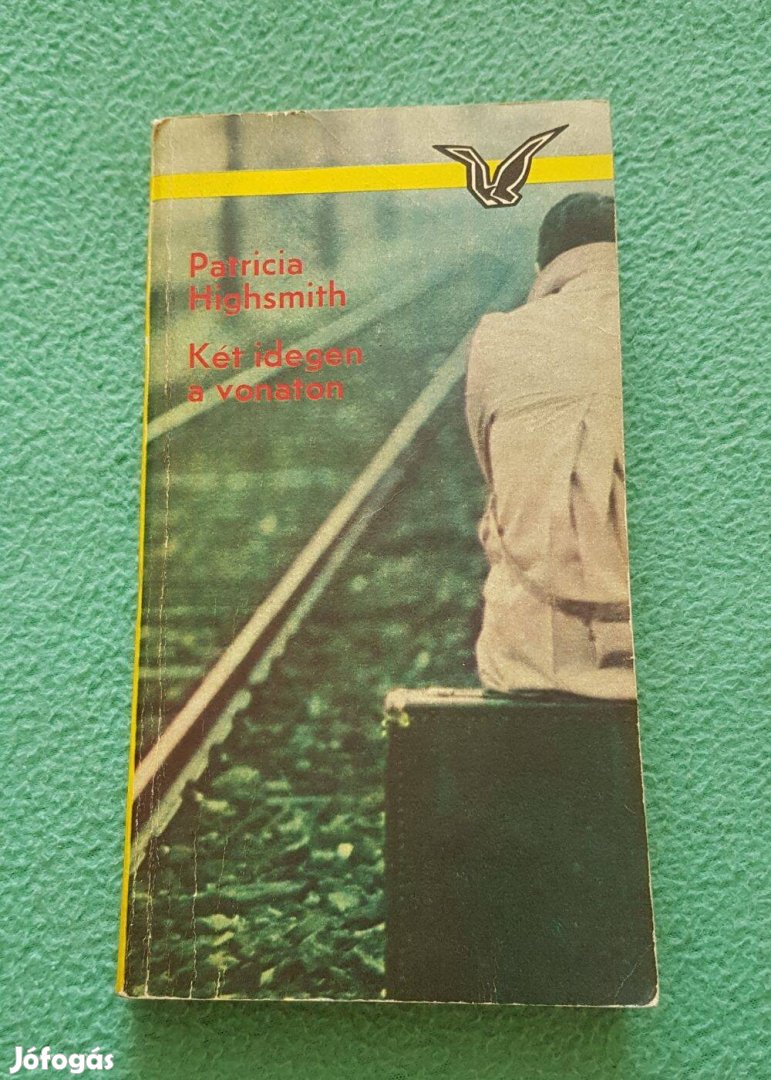 Patricia
Highsmith
Két idegen
a vonaton
Jófogás